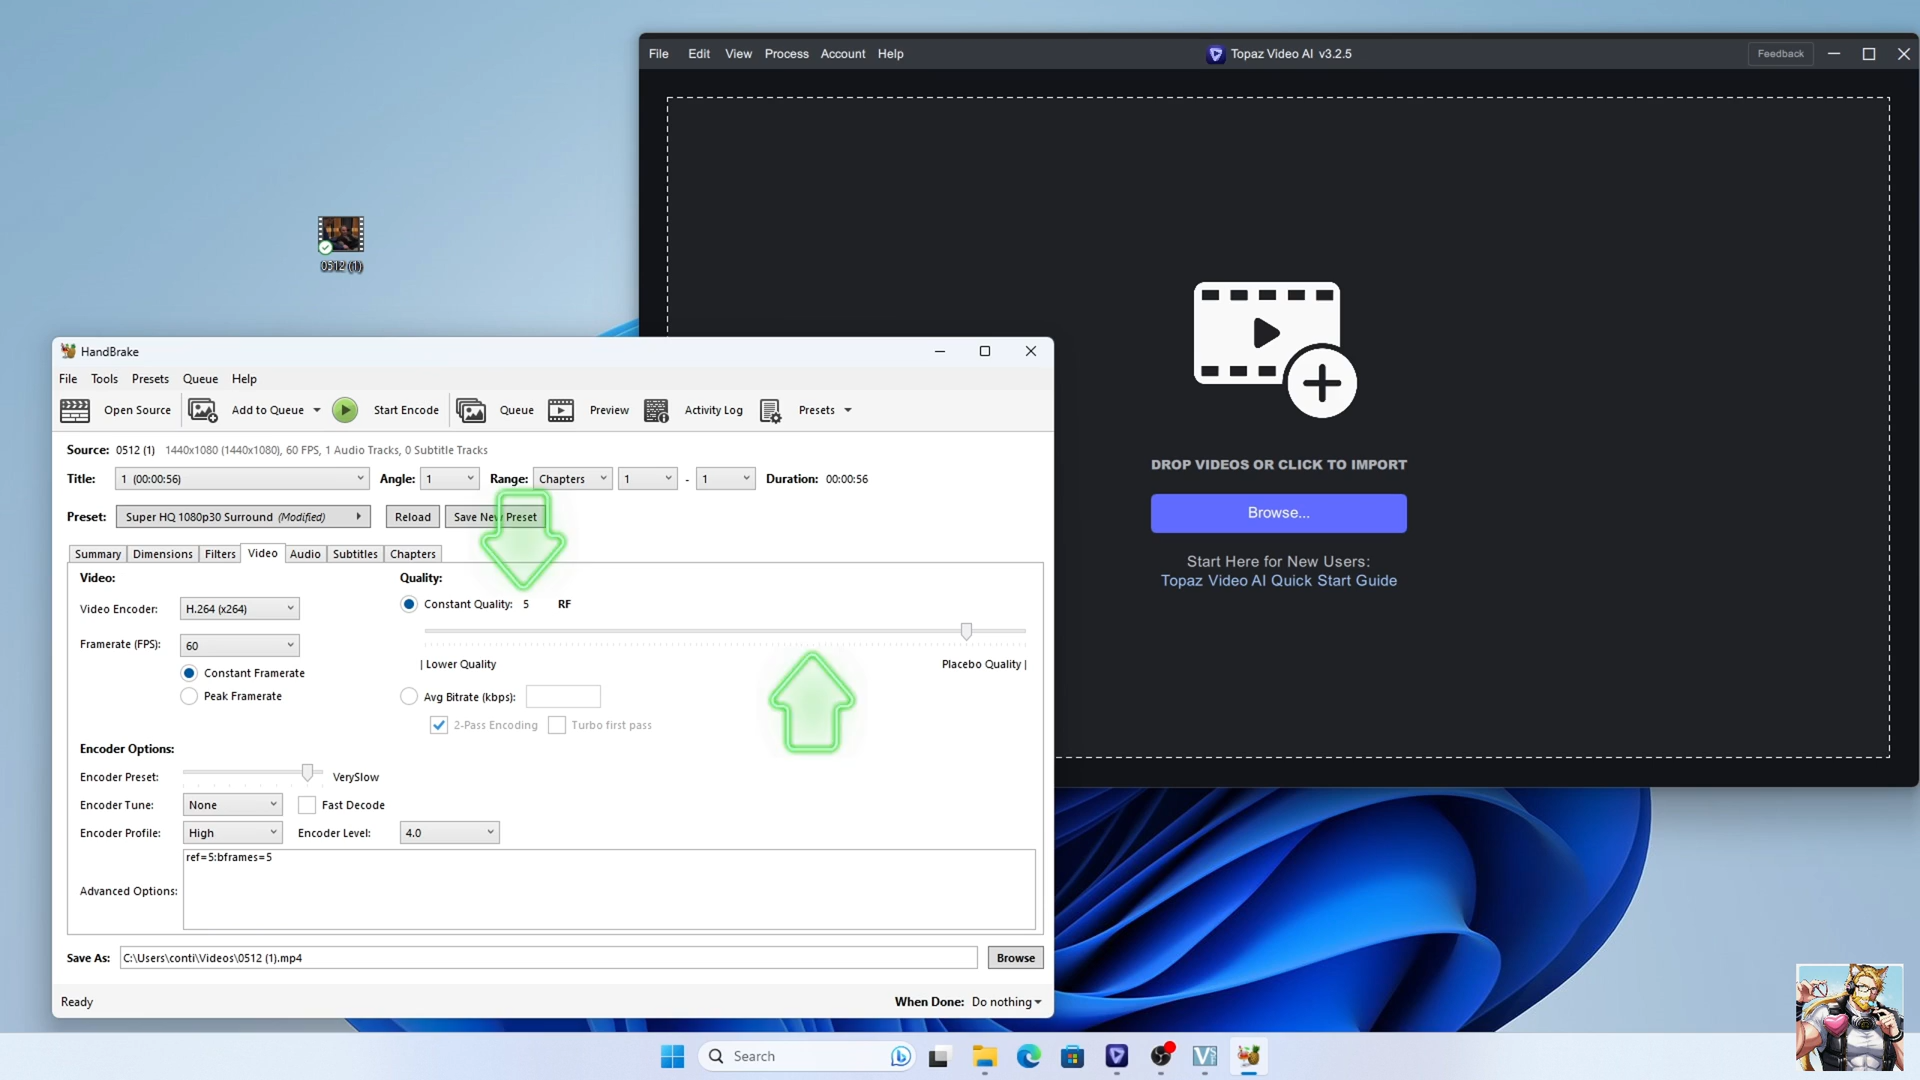 File Edit View Process Account Help
Topaz Video AI v3.2.5
Feedback
0512 (1)
DROP VIDEOS OR CLICK TO IMPORT
Browse...
Start Here for New Users:
Topaz Video AI Quick Start Guide
HandBrake
File Tools Presets Queue Help
Open Source Add to Queue Start Encode Queue Preview Activity Log Presets
Source: 0512 (1) 1440x1080 (1440x1080), 60 FPS, 1 Audio Tracks, 0 Subtitle Tracks
Title: 1 (00:00:56) Angle: 1 Range: Chapters 1 - 1 Duration: 00:00:56
Preset: Super HQ 1080p30 Surround (Modified) Reload Save New Preset
Summary Dimensions Filters Video Audio Subtitles Chapters
Video: Quality:
Video Encoder: H.264 (x264) Constant Quality: 5 RF
Framerate (FPS): 60
| Lower Quality Placebo Quality |
Constant Framerate
Peak Framerate Avg Bitrate (kbps):
2-Pass Encoding Turbo first pass
Encoder Options:
Encoder Preset: VerySlow
Encoder Tune: None Fast Decode
Encoder Profile: High Encoder Level: 4.0
ref=5:bframes=5
Advanced Options:
Save As: C:\Users\conti\Videos\0512 (1).mp4 Browse
Ready When Done: Do nothing
Search